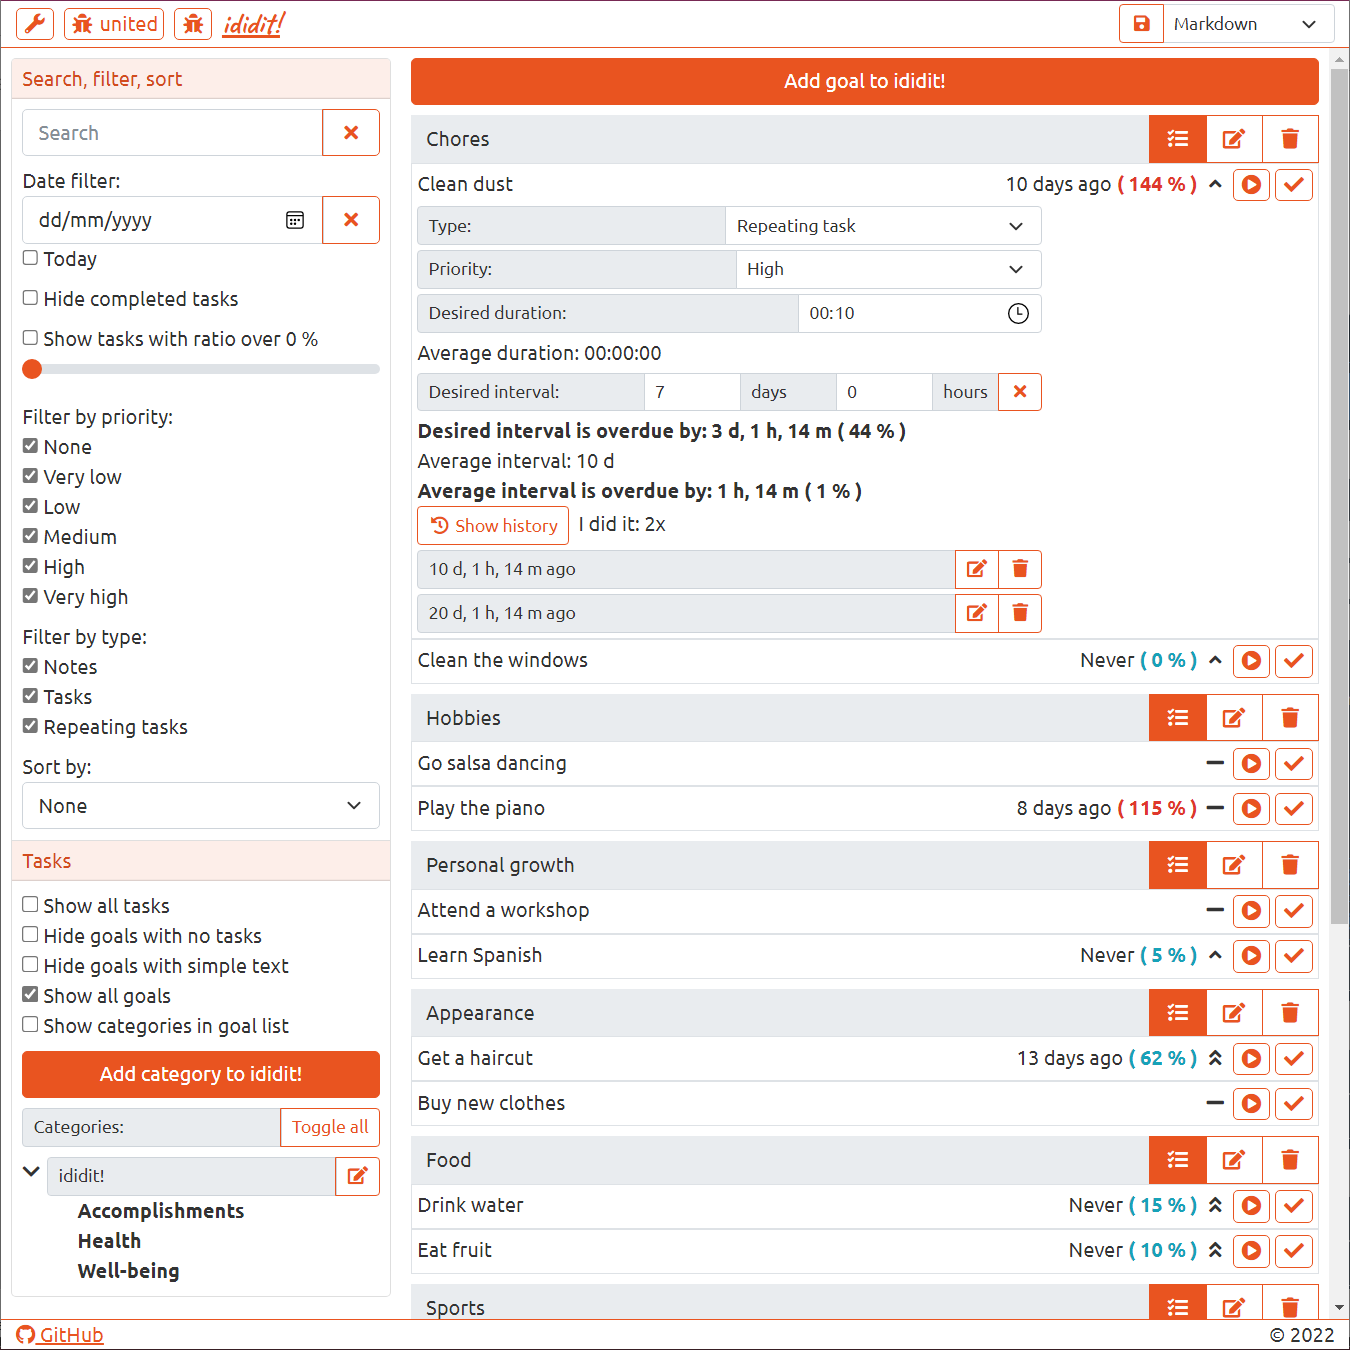 united
ididit!
Markdown
Search, filter, sort
Search
Date filter:
dd/mm/yyyy
Today
Hide completed tasks
Show tasks with ratio over 0 %
Filter by priority:
None
Very low
Low
Medium
High
Very high
Filter by type:
Notes
Tasks
Repeating tasks
Sort by:
None
Tasks
Show all tasks
Hide goals with no tasks
Hide goals with simple text
Show all goals
Show categories in goal list
Add category to ididit!
Categories:
Toggle all
ididit!
Accomplishments
Health
Well-being
Add goal to ididit!
Chores
Clean dust 10 days ago ( 144 % )
Type: Repeating task
Priority: High
Desired duration: 00:10
Average duration: 00:00:00
Desired interval: 7 days 0 hours
Desired interval is overdue by: 3 d, 1 h, 14 m ( 44 % )
Average interval: 10 d
Average interval is overdue by: 1 h, 14 m ( 1 % )
Show history I did it: 2x
10 d, 1 h, 14 m ago
20 d, 1 h, 14 m ago
Clean the windows Never ( 0 % )
Hobbies
Go salsa dancing
Play the piano 8 days ago ( 115 % )
Personal growth
Attend a workshop
Learn Spanish Never ( 5 % )
Appearance
Get a haircut 13 days ago ( 62 % )
Buy new clothes
Food
Drink water Never ( 15 % )
Eat fruit Never ( 10 % )
Sports
GitHub
© 2022